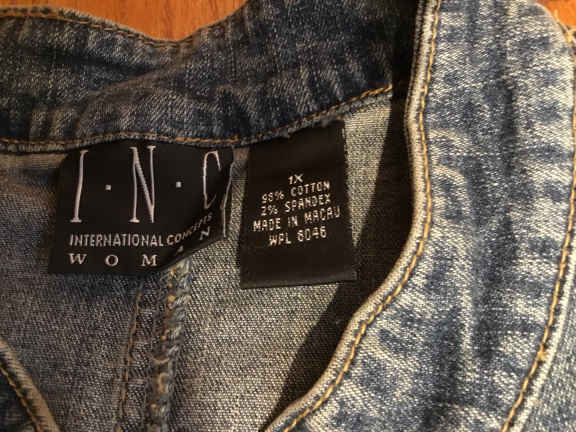 I·N·C
INTERNATIONAL CONCEPTS
WOMAN
1X
98% COTTON
2% SPANDEX
MADE IN MACAU
WPL 8046